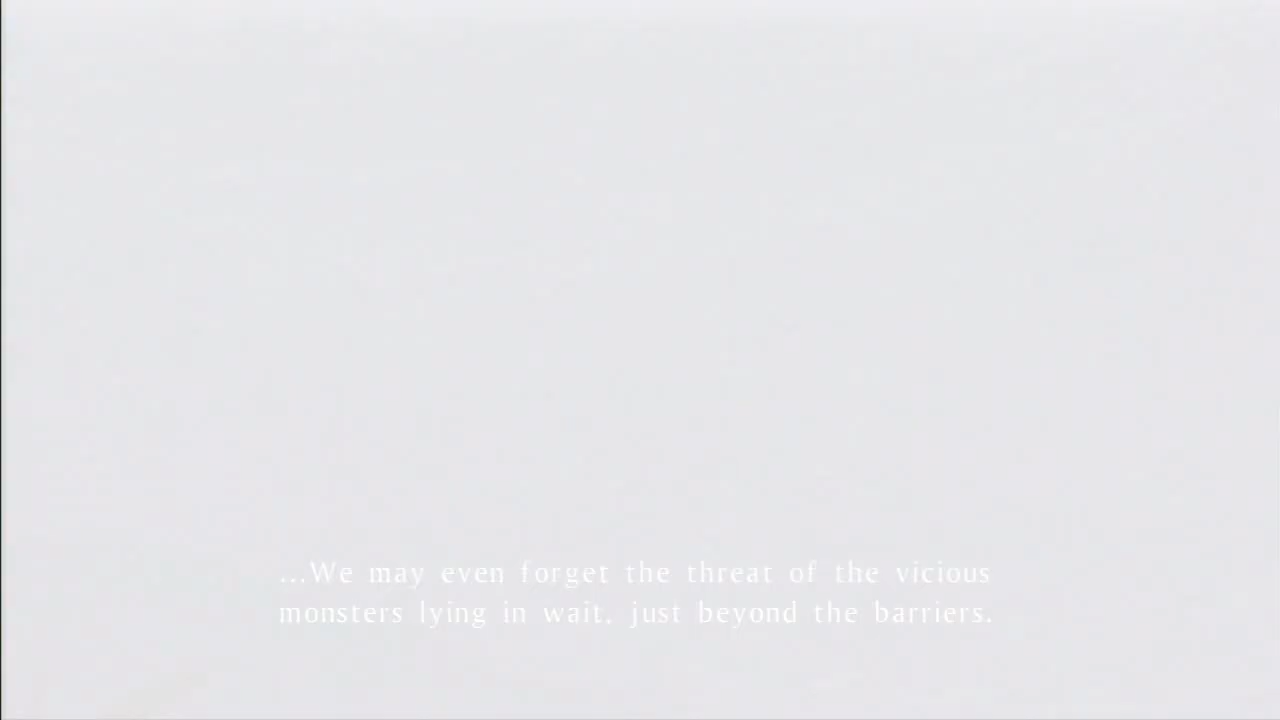 ...We may even forget the threat of the vicious
monsters lying in wait, just beyond the barriers.